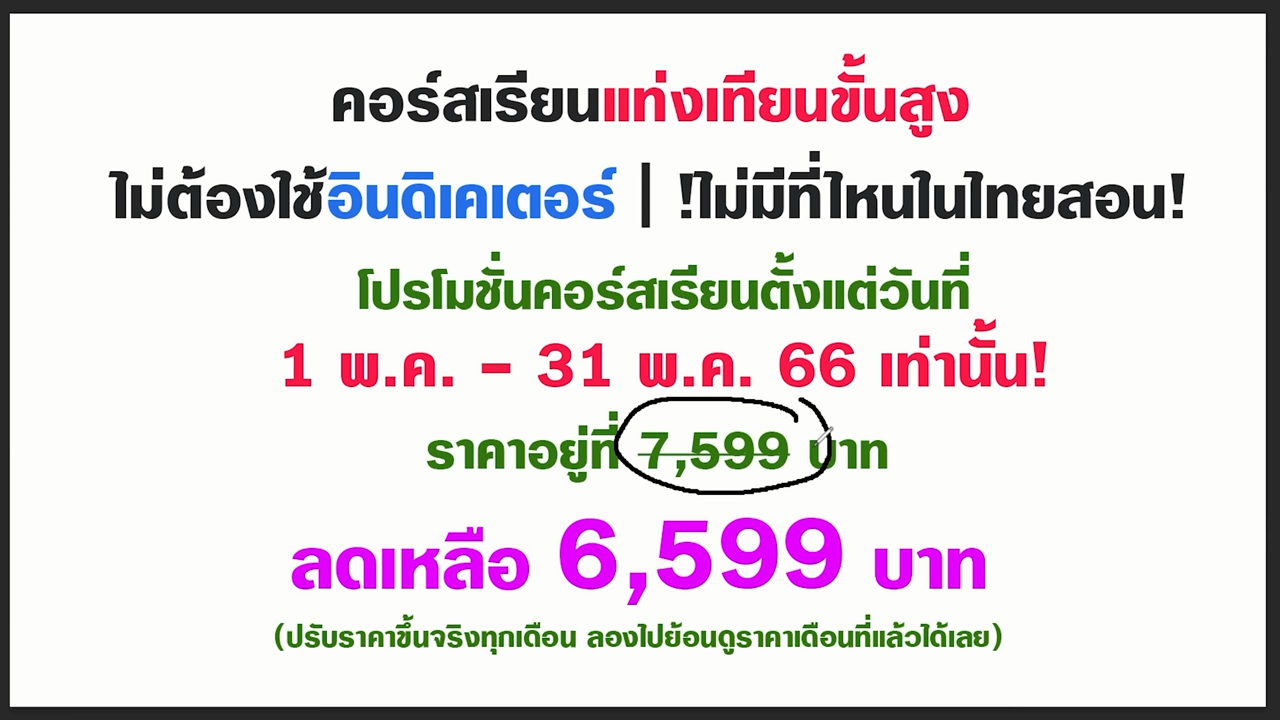 คอร์สเรียนแท่งเทียนขั้นสูง
ไม่ต้องใช้อินดิเคเตอร์ | !ไม่มีที่ไหนในไทยสอน!
โปรโมชั่นคอร์สเรียนตั้งแต่วันที่
1 พ.ค. - 31 พ.ค. 66 เท่านั้น!
ราคาอยู่ที่ 7,599 บาท
ลดเหลือ 6,599 บาท
(ปรับราคาขึ้นจริงทุกเดือน ลองไปย้อนดูราคาเดือนที่แล้วได้เลย)